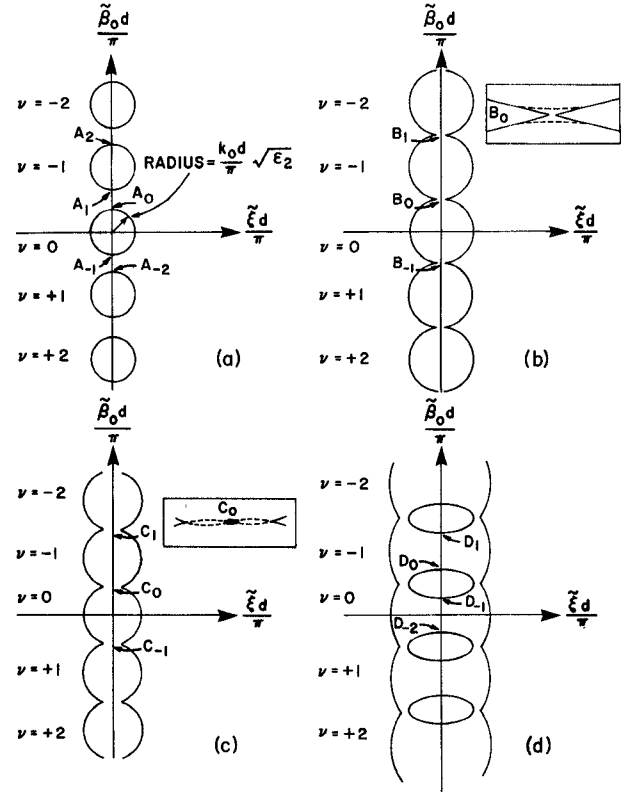 β̃₀d/π
ν = -2
A₂
ν = -1
RADIUS = k₀d/π √ε₂
A₁
A₀
ξ̃d/π
ν = 0
A₋₁
A₋₂
ν = +1
ν = +2
(a)
β̃₀d/π
ν = -2
B₀
B₁
ν = -1
B₀
ξ̃d/π
ν = 0
B₋₁
ν = +1
ν = +2
(b)
β̃₀d/π
ν = -2
C₀
C₁
ν = -1
C₀
ν = 0
ξ̃d/π
C₋₁
ν = +1
ν = +2
(c)
β̃₀d/π
ν = -2
D₁
ν = -1
D₀
ν = 0
D₋₁
ξ̃d/π
D₋₂
ν = +1
ν = +2
(d)